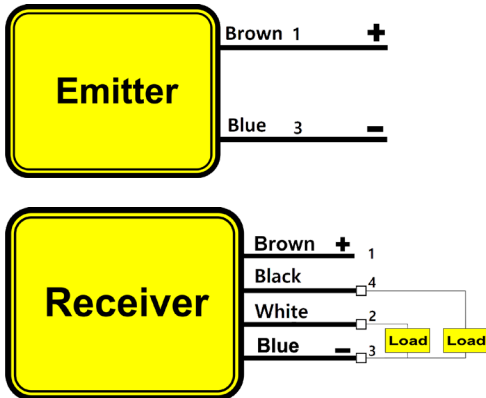 Brown 1 +
Emitter
Blue 3 -
Brown + 1
Black 4
Receiver
White 2
Load Load
Blue - 3